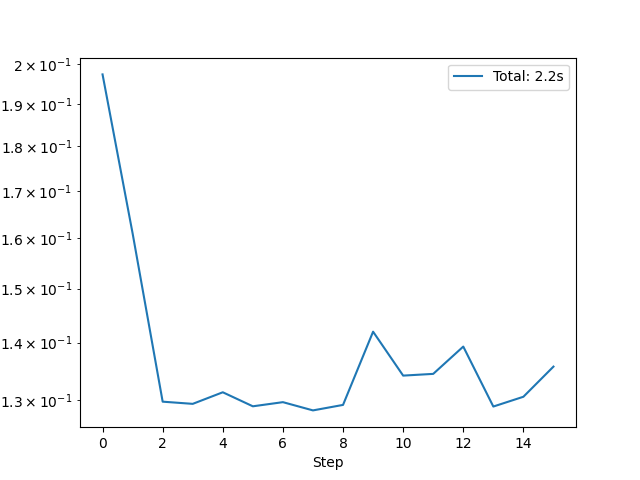 2 × 10⁻¹
Total: 2.2s
1.9 × 10⁻¹
1.8 × 10⁻¹
1.7 × 10⁻¹
1.6 × 10⁻¹
1.5 × 10⁻¹
1.4 × 10⁻¹
1.3 × 10⁻¹
0 2 4 6 8 10 12 14
Step